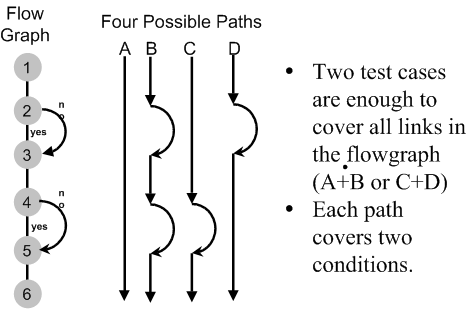 Flow
Graph
Four Possible Paths
A B C D
1
2
no
yes
3
4
no
yes
5
6
• Two test cases
are enough to
cover all links in
the flowgraph
(A+B or C+D)
• Each path
covers two
conditions.